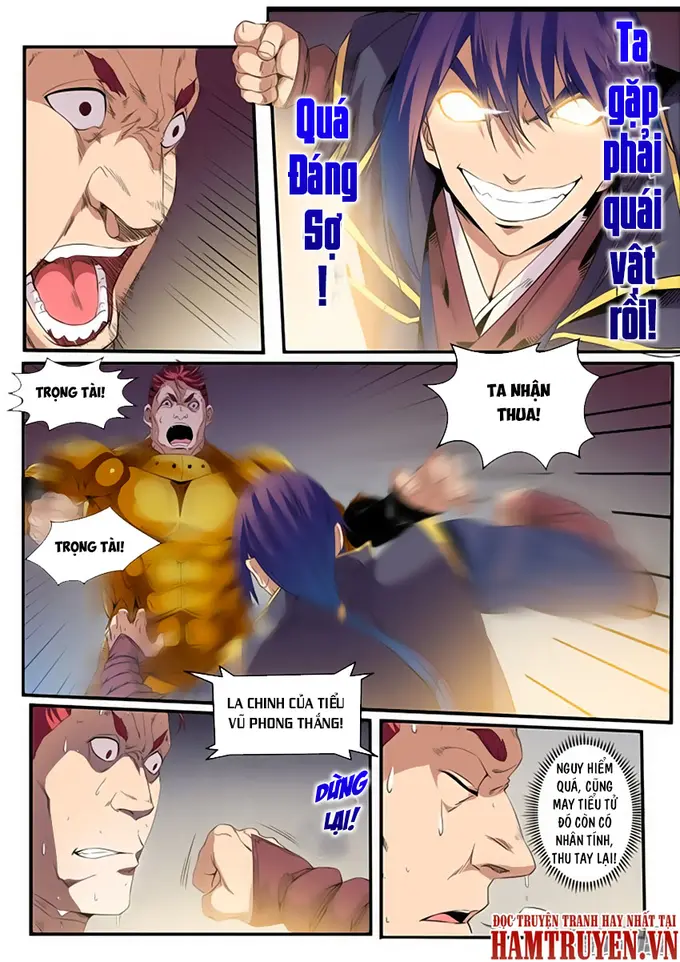 Quá
Đáng
Sợ
!
Ta
gặp
phải
quái
vật
rồi!
TRỌNG TÀI!
TA NHẬN
THUA!
TRỌNG TÀI!
LA CHINH CỦA TIỂU
VŨ PHONG THẮNG!
DỪNG
LẠI!
NGUY HIỂM
QUÁ, CŨNG
MAY TIỂU TỬ
ĐÓ CÒN CÓ
NHÂN TÍNH,
THU TAY LẠI!
ĐỌC TRUYỆN TRANH HAY NHẤT TẠI
HAMTRUYEN.VN